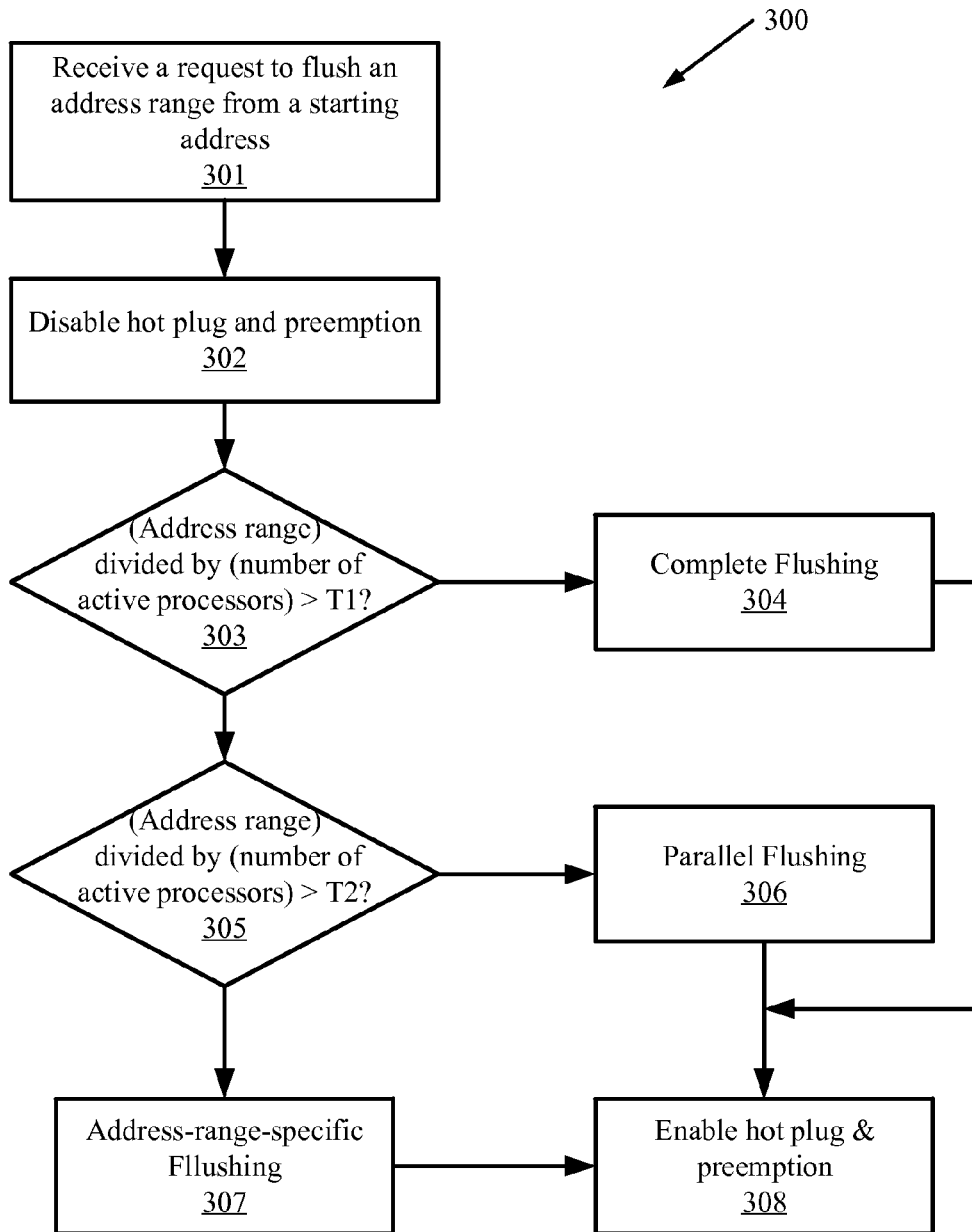 300
Receive a request to flush an
address range from a starting
address
301
Disable hot plug and preemption
302
(Address range)
divided by (number of
active processors) > T1?
303
Complete Flushing
304
(Address range)
divided by (number of
active processors) > T2?
305
Parallel Flushing
306
Address-range-specific
Fllushing
307
Enable hot plug &
preemption
308